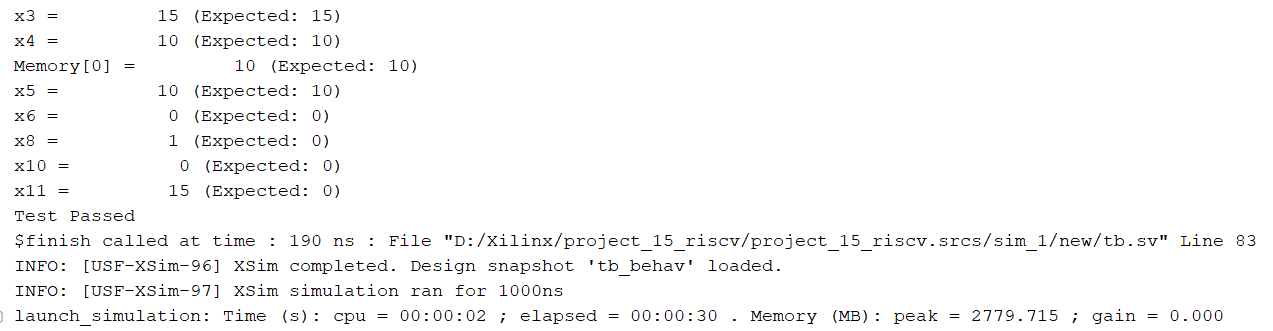 x3 =         15 (Expected: 15)
x4 =         10 (Expected: 10)
Memory[0] =         10 (Expected: 10)
x5 =         10 (Expected: 10)
x6 =          0 (Expected: 0)
x8 =          1 (Expected: 0)
x10 =          0 (Expected: 0)
x11 =         15 (Expected: 0)
Test Passed
$finish called at time : 190 ns : File "D:/Xilinx/project_15_riscv/project_15_riscv.srcs/sim_1/new/tb.sv" Line 83
INFO: [USF-XSim-96] XSim completed. Design snapshot 'tb_behav' loaded.
INFO: [USF-XSim-97] XSim simulation ran for 1000ns
launch_simulation: Time (s): cpu = 00:00:02 ; elapsed = 00:00:30 . Memory (MB): peak = 2779.715 ; gain = 0.000